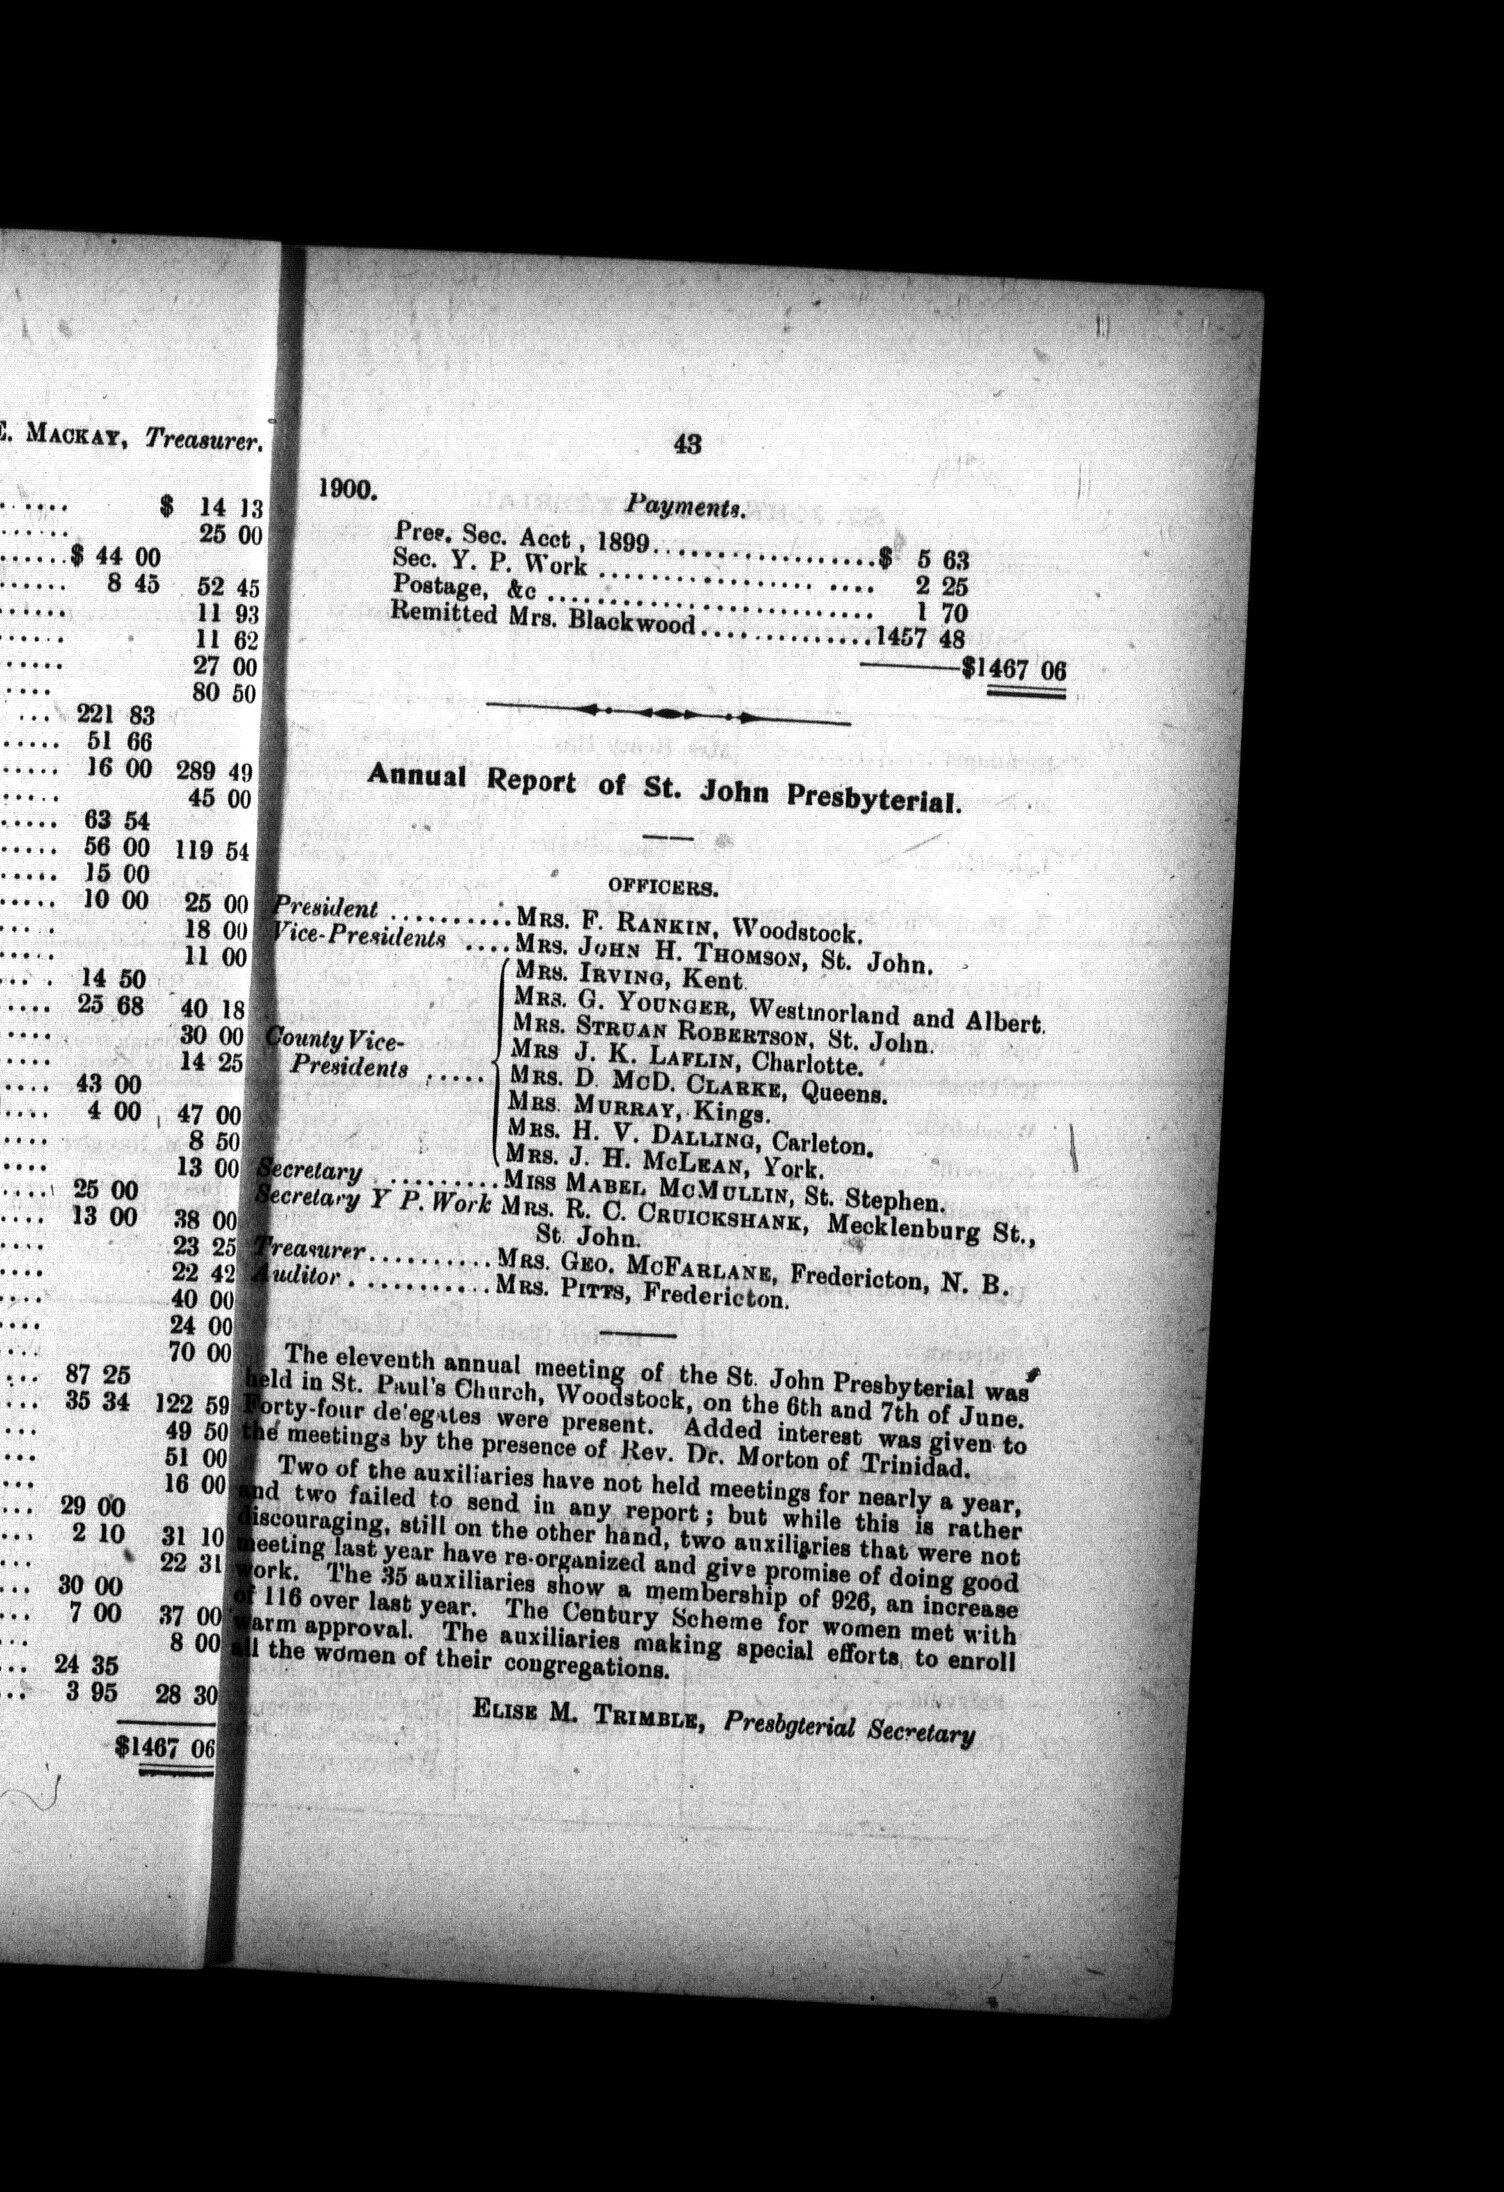 E. MACKAY, Treasurer.
$ 14 13
25 00
$ 44 00
8 45 52 45
11 93
11 62
27 00
80 50
221 83
51 66
16 00 289 49
45 00
63 54
56 00 119 54
15 00
10 00 25 00
18 00
11 00
14 50
25 68 40 18
30 00
14 25
43 00
4 00 47 00
8 50
13 00
25 00
13 00 38 00
23 25
22 42
40 00
24 00
70 00
87 25
35 34 122 59
49 50
51 00
16 00
29 00
2 10 31 10
22 31
30 00
7 00 37 00
8 00
24 35
3 95 28 30
$1467 06
43
1900.
Payments.
Pres. Sec. Acct, 1899....................$ 5 63
Sec. Y. P. Work ................... .... 2 25
Postage, &c ............................. 1 70
Remitted Mrs. Blackwood...............1457 48
$1467 06
Annual Report of St. John Presbyterial.
OFFICERS.
President ..........MRS. F. RANKIN, Woodstock.
Vice-Presidents ....MRS. JOHN H. THOMSON, St. John.
MRS. IRVING, Kent.
MRS. G. YOUNGER, Westmorland and Albert.
MRS. STRUAN ROBERTSON, St. John.
County Vice-
Presidents .....
MRS J. K. LAFLIN, Charlotte.
MRS. D. MCD. CLARKE, Queens.
MRS. MURRAY, Kings.
MRS. H. V. DALLING, Carleton.
MRS. J. H. MCLEAN, York.
Secretary ..........MISS MABEL MCMULLIN, St. Stephen.
Secretary Y P. Work MRS. R. C. CRUICKSHANK, Mecklenburg St.,
St. John.
Treasurer..........MRS. GEO. MCFARLANE, Fredericton, N. B.
Auditor ...........MRS. PITTS, Fredericton.
The eleventh annual meeting of the St. John Presbyterial was
held in St. Paul's Church, Woodstock, on the 6th and 7th of June.
Forty-four delegates were present. Added interest was given to
the meetings by the presence of Rev. Dr. Morton of Trinidad.
Two of the auxiliaries have not held meetings for nearly a year,
and two failed to send in any report; but while this is rather
discouraging, still on the other hand, two auxiliaries that were not
meeting last year have re-organized and give promise of doing good
work. The 35 auxiliaries show a membership of 926, an increase
of 116 over last year. The Century Scheme for women met with
warm approval. The auxiliaries making special efforts, to enroll
all the women of their congregations.
ELISE M. TRIMBLE, Presbgterial Secretary